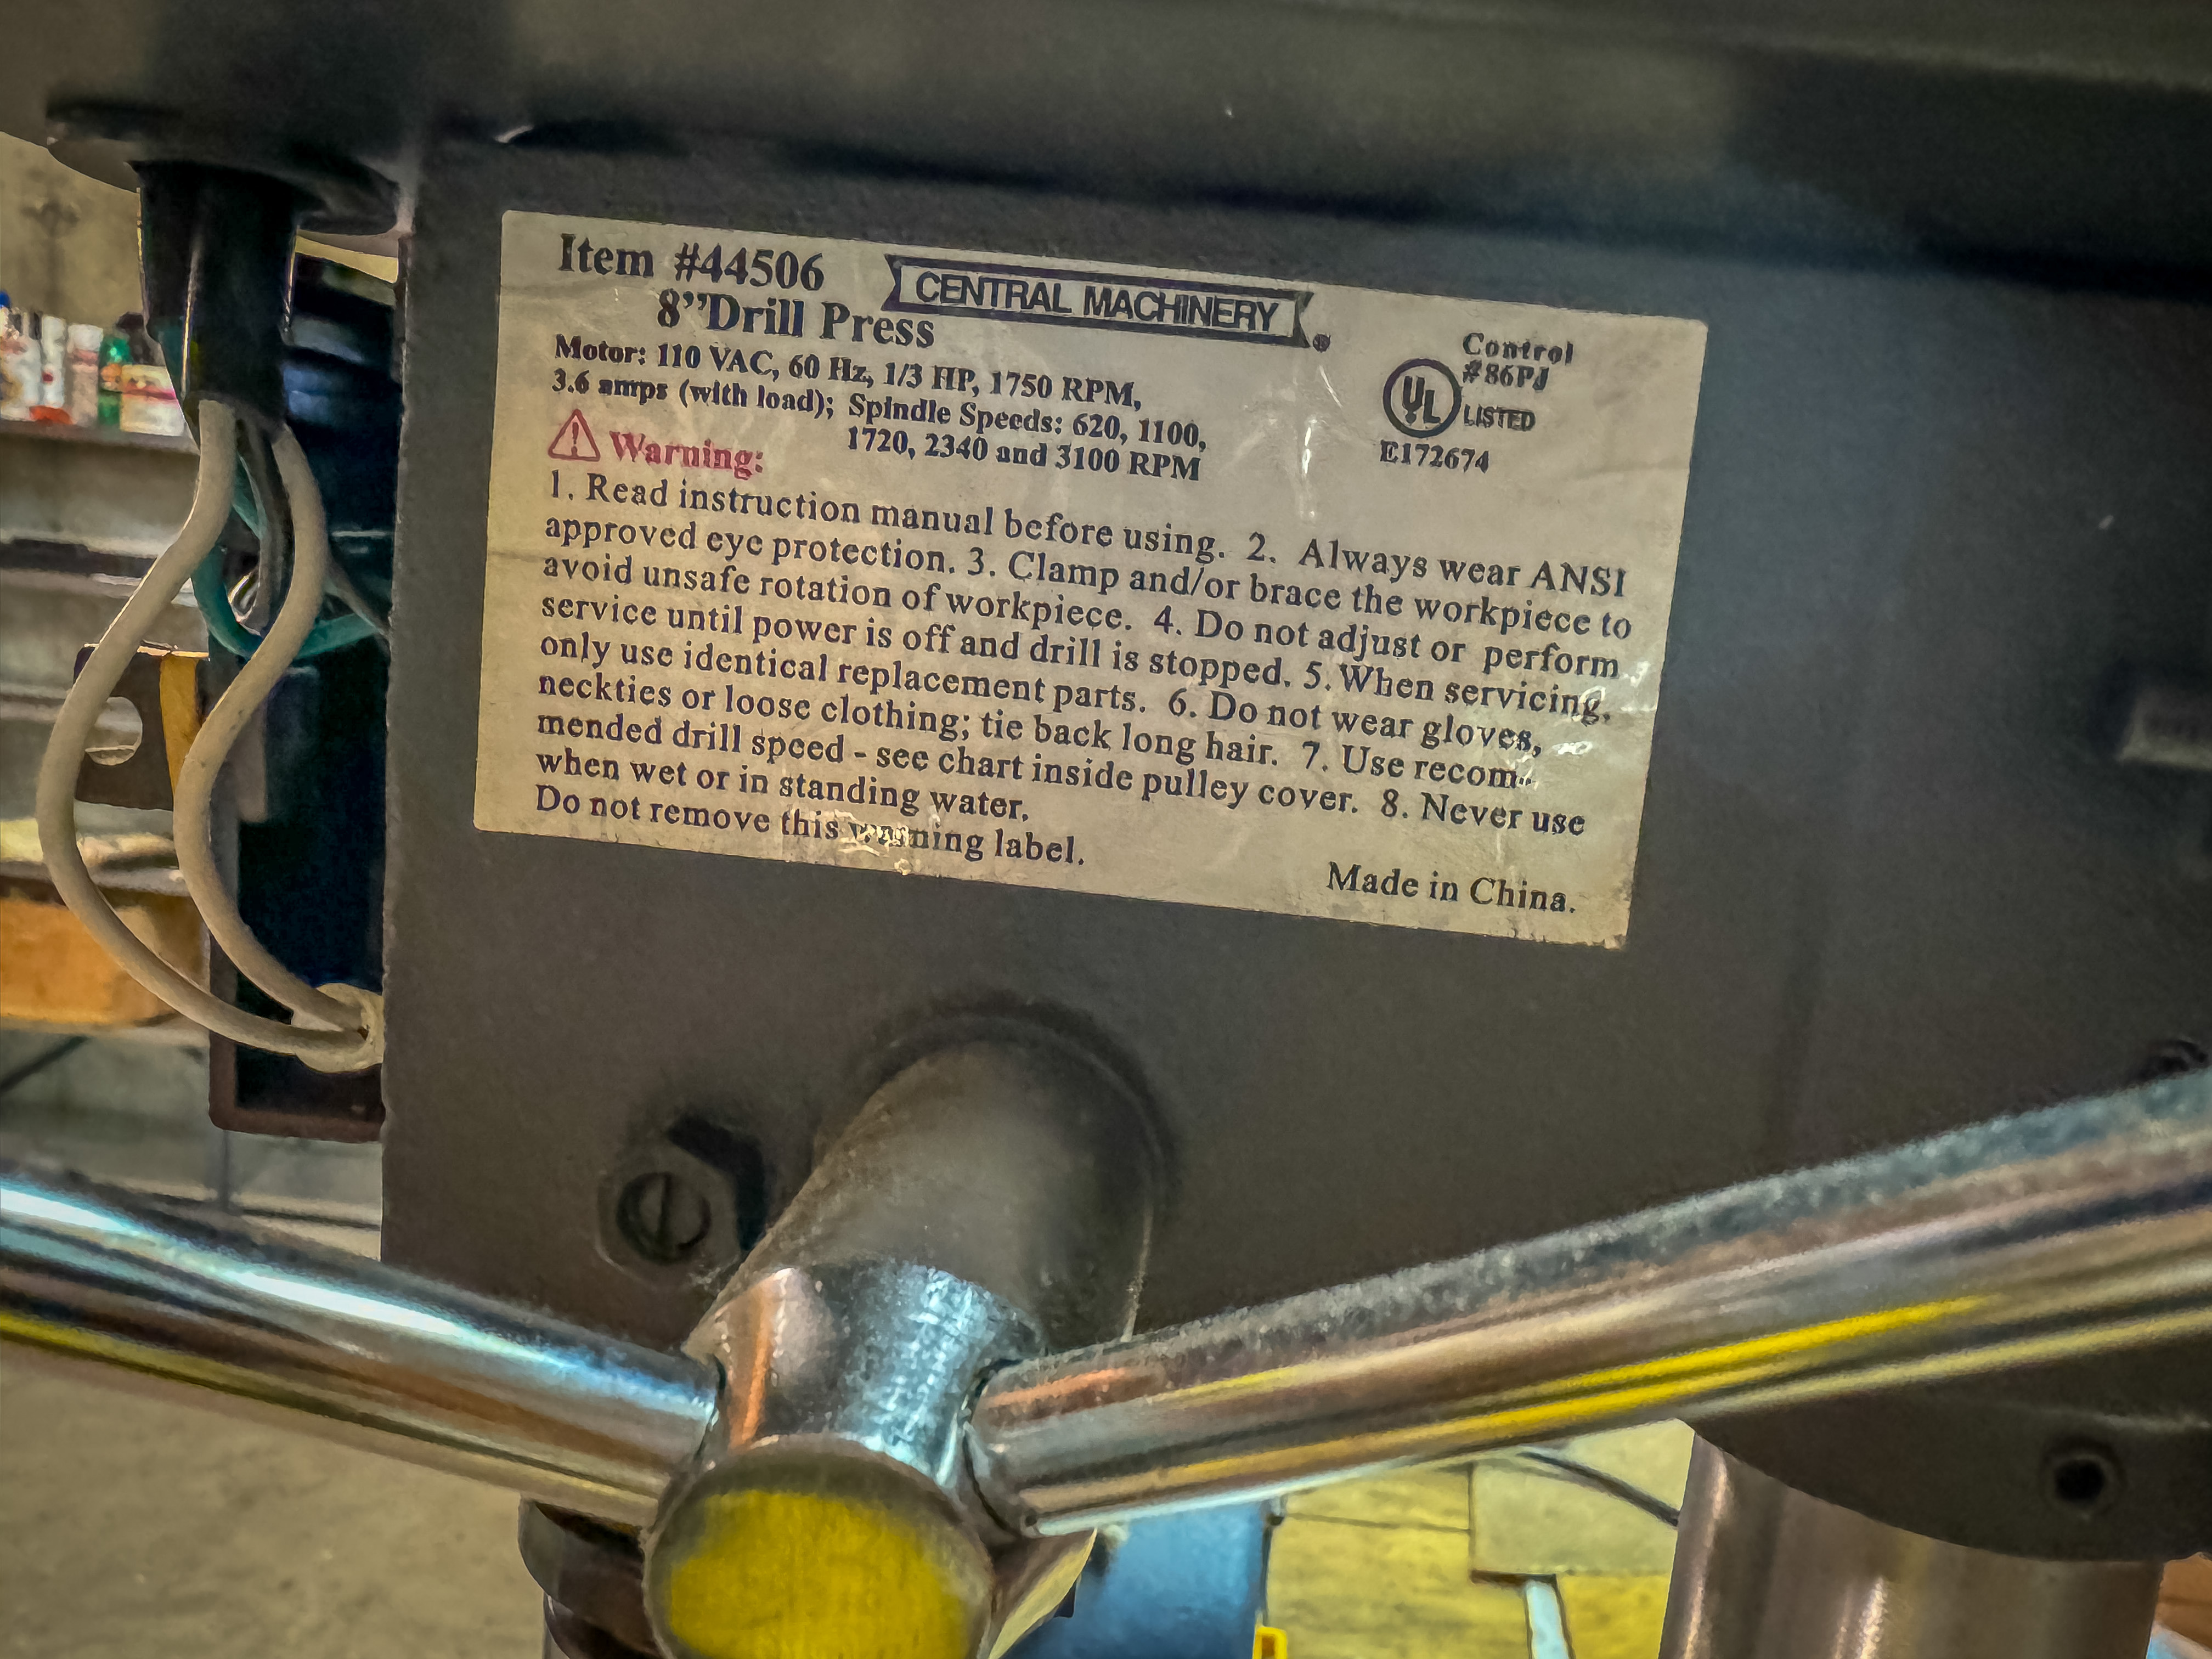 Item #44506
CENTRAL MACHINERY®
8”Drill Press
Motor: 110 VAC, 60 Hz, 1/3 HP, 1750 RPM,
3.6 amps (with load); Spindle Speeds: 620, 1100,
1720, 2340 and 3100 RPM
Control
#86PJ
UL LISTED
E172674
Warning:
1. Read instruction manual before using. 2. Always wear ANSI
approved eye protection. 3. Clamp and/or brace the workpiece to
avoid unsafe rotation of workpiece. 4. Do not adjust or perform
service until power is off and drill is stopped. 5. When servicing,
only use identical replacement parts. 6. Do not wear gloves,
neckties or loose clothing; tie back long hair. 7. Use recom-
mended drill speed - see chart inside pulley cover. 8. Never use
when wet or in standing water.
Do not remove this warning label.
Made in China.